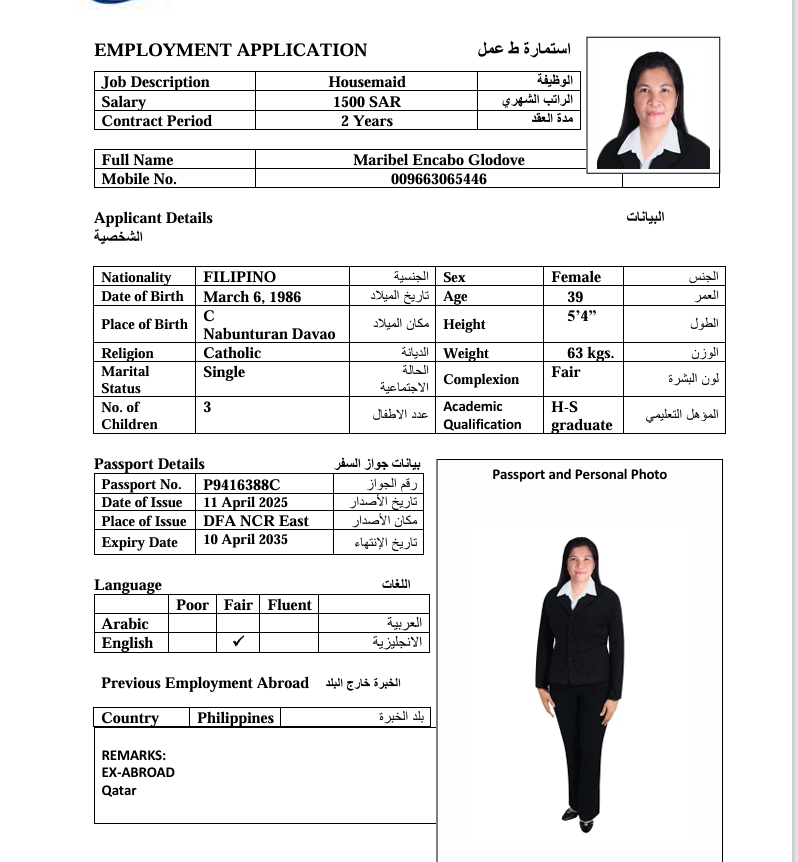 EMPLOYMENT APPLICATION استمارة ط عمل
Job Description Housemaid الوظيفة
Salary 1500 SAR الراتب الشهري
Contract Period 2 Years مدة العقد
Full Name Maribel Encabo Glodove
Mobile No. 009663065446
Applicant Details البيانات
الشخصية
Nationality FILIPINO الجنسية Sex Female الجنس
Date of Birth March 6, 1986 تاريخ الميلاد Age 39 العمر
Place of Birth C مكان الميلاد Height 5’4” الطول
Nabunturan Davao
Religion Catholic الديانة Weight 63 kgs. الوزن
Marital Status Single الحالة الاجتماعية Complexion Fair لون البشرة
No. of Children 3 عدد الاطفال Academic Qualification H-S graduate المؤهل التعليمي
Passport Details بيانات جواز السفر
Passport No. P9416388C رقم الجواز
Date of Issue 11 April 2025 تاريخ الأصدار
Place of Issue DFA NCR East مكان الأصدار
Expiry Date 10 April 2035 تاريخ الإنتهاء
Passport and Personal Photo
Language اللغات
Poor Fair Fluent
Arabic العربية
English ✓ الانجليزية
Previous Employment Abroad الخبرة خارج البلد
Country Philippines بلد الخبرة
REMARKS:
EX-ABROAD
Qatar